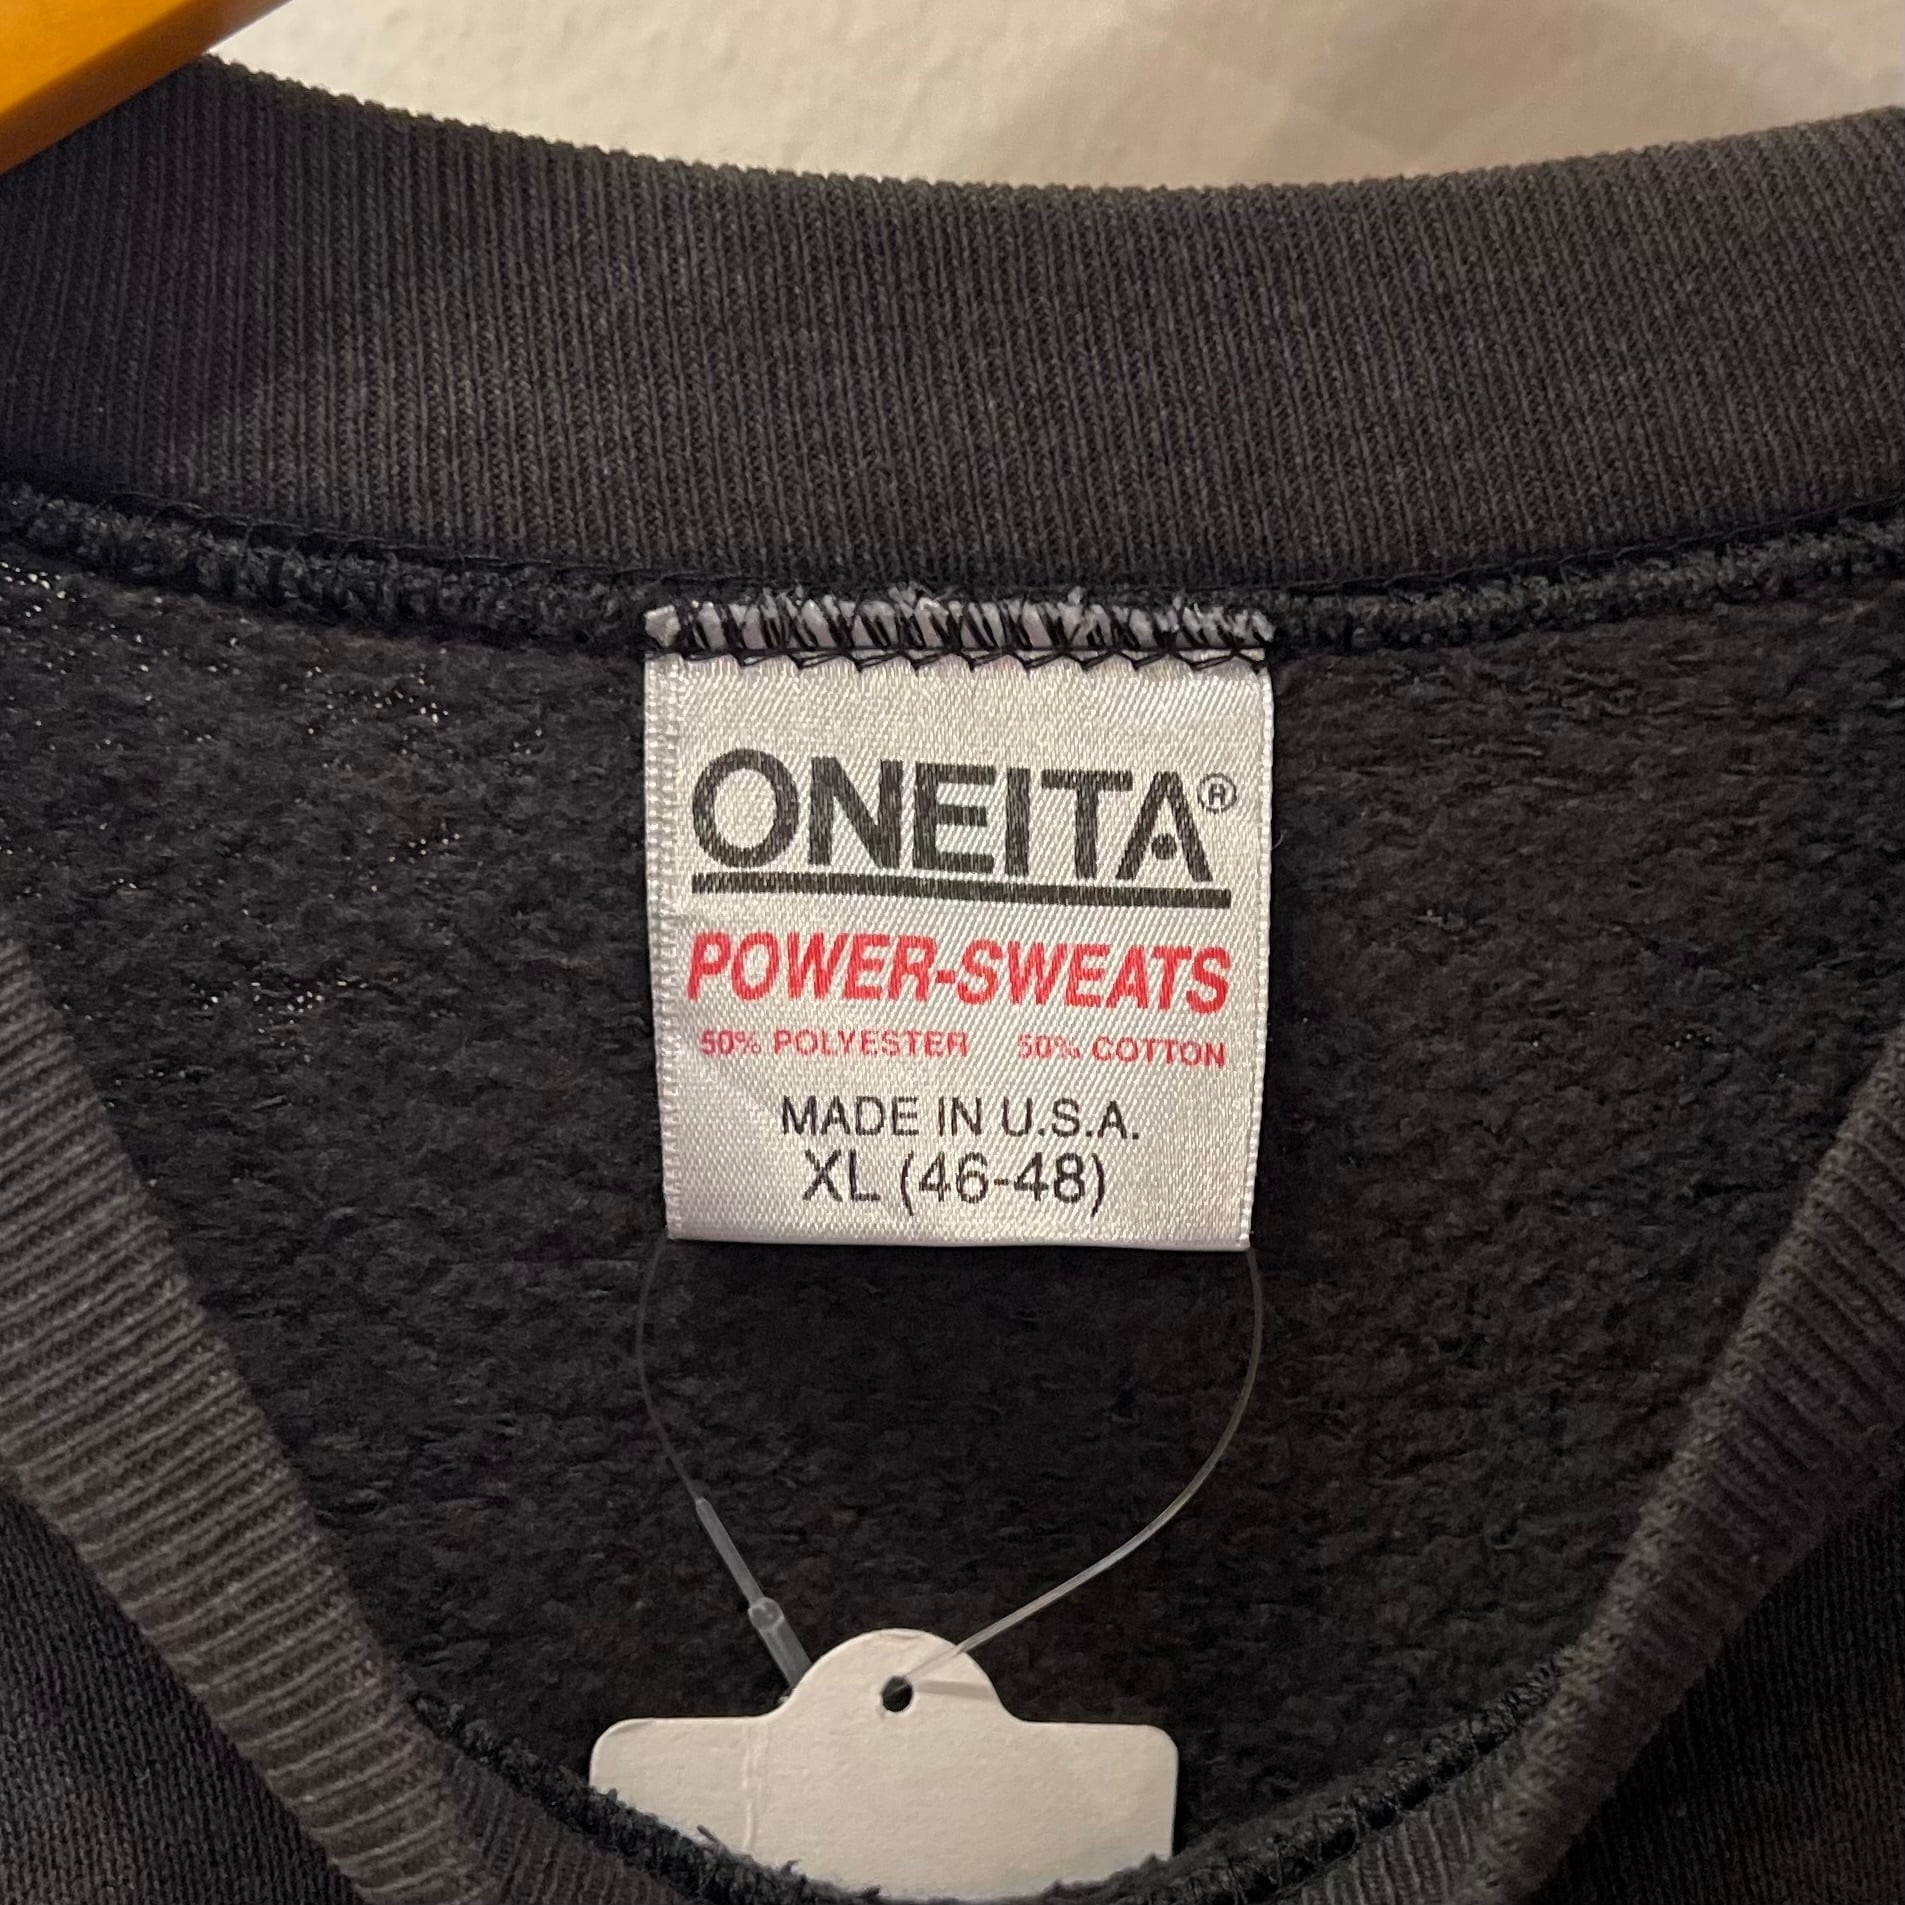 ONEITA®
POWER-SWEATS
50% POLYESTER 50% COTTON
MADE IN U.S.A.
XL (46-48)